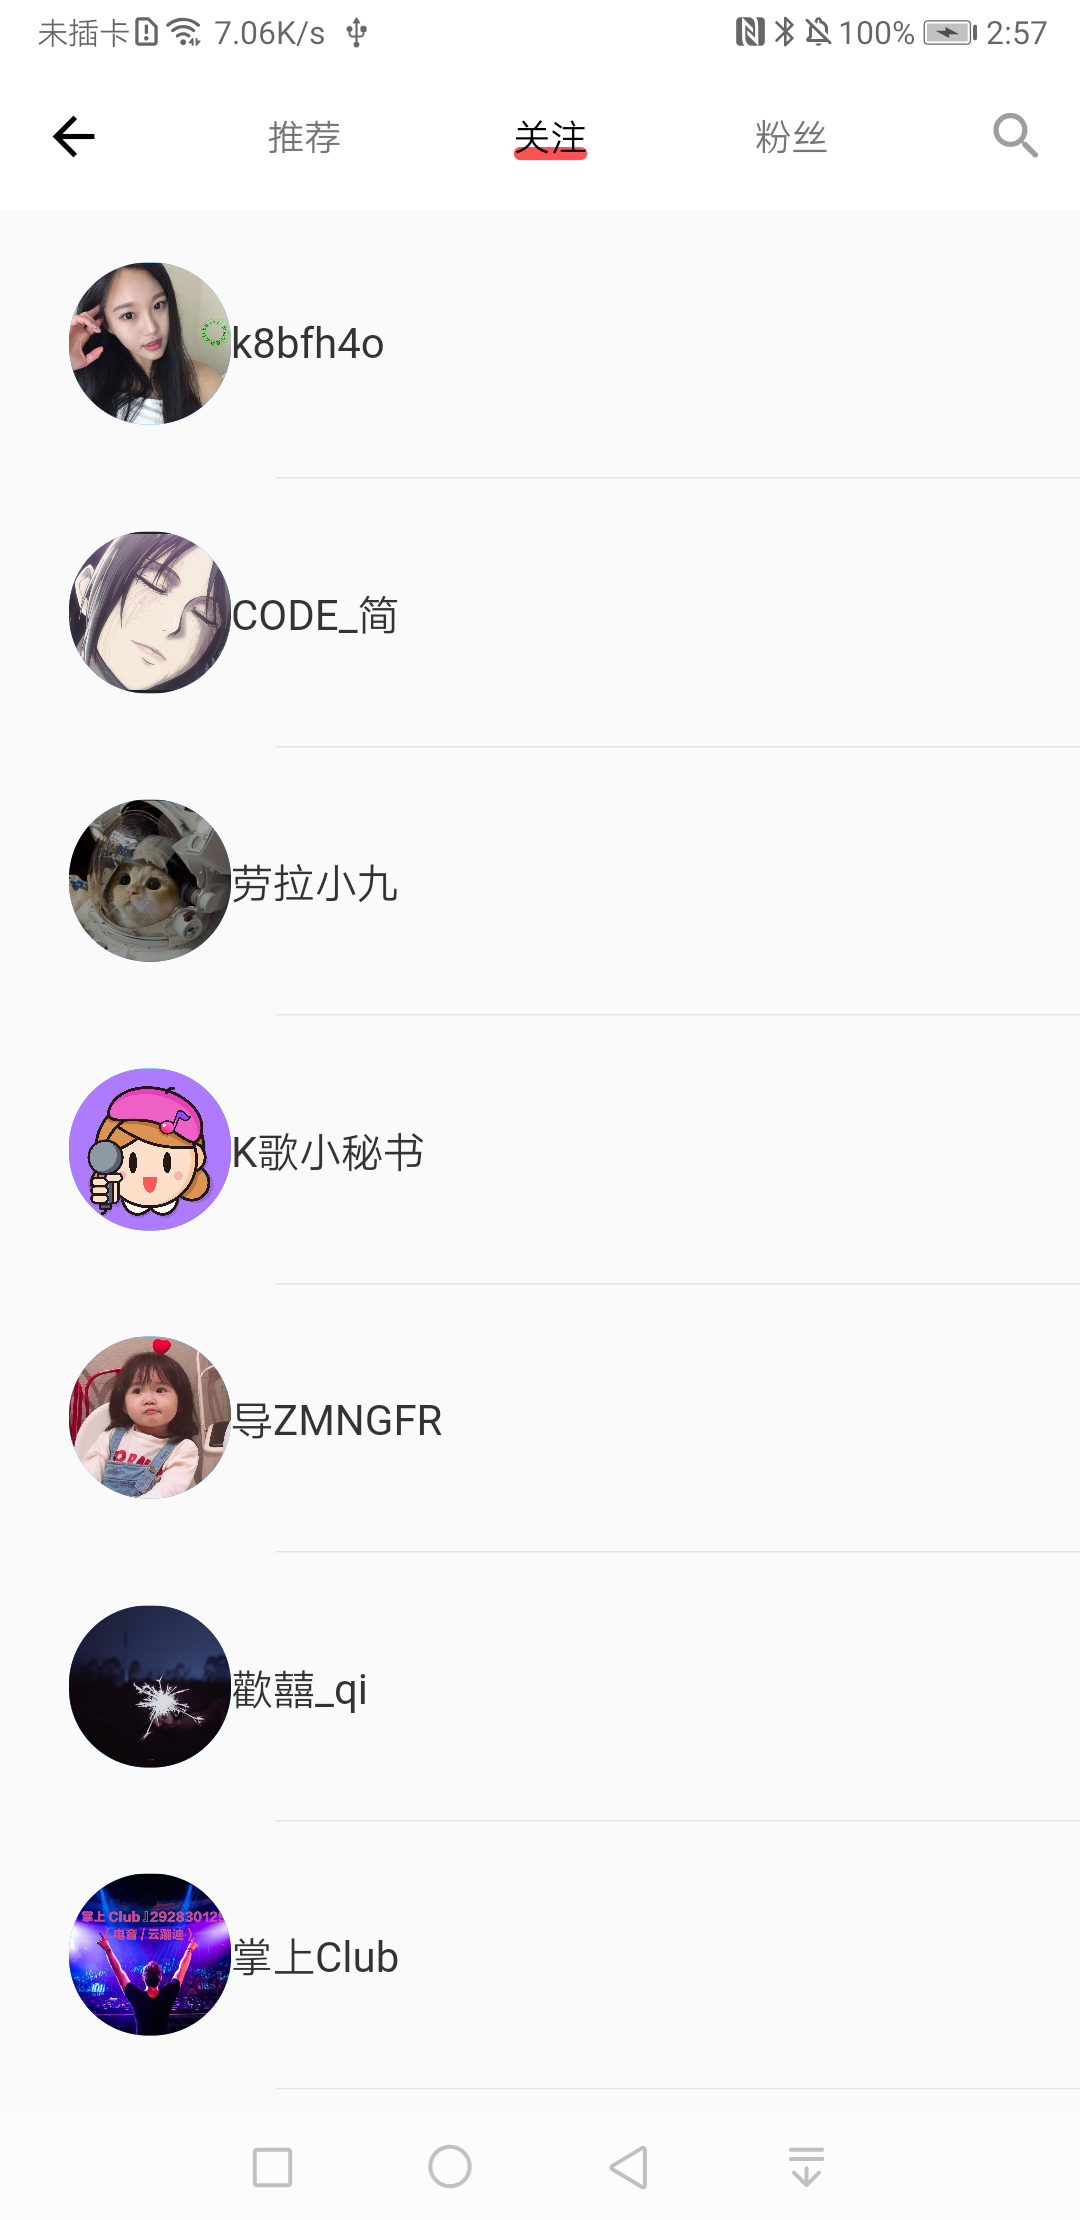 未插卡 7.06K/s 100% 2:57
推荐 关注 粉丝
k8bfh4o
CODE_简
劳拉小九
K歌小秘书
导ZMNGFR
歡囍_qi
掌上Club』29283012
（电音/云蹦迪）
掌上Club